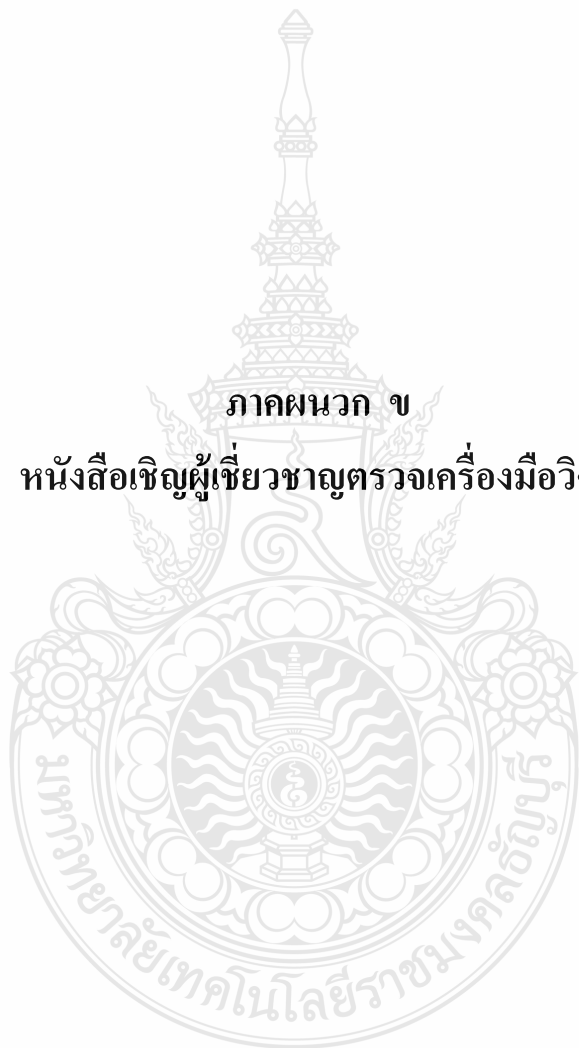 ภาคผนวก ข
หนังสือเชิญผู้เชี่ยวชาญตรวจเครื่องมือ
มหาวิทยาลัยเทคโนโลยีราชมงคลธัญบุรี